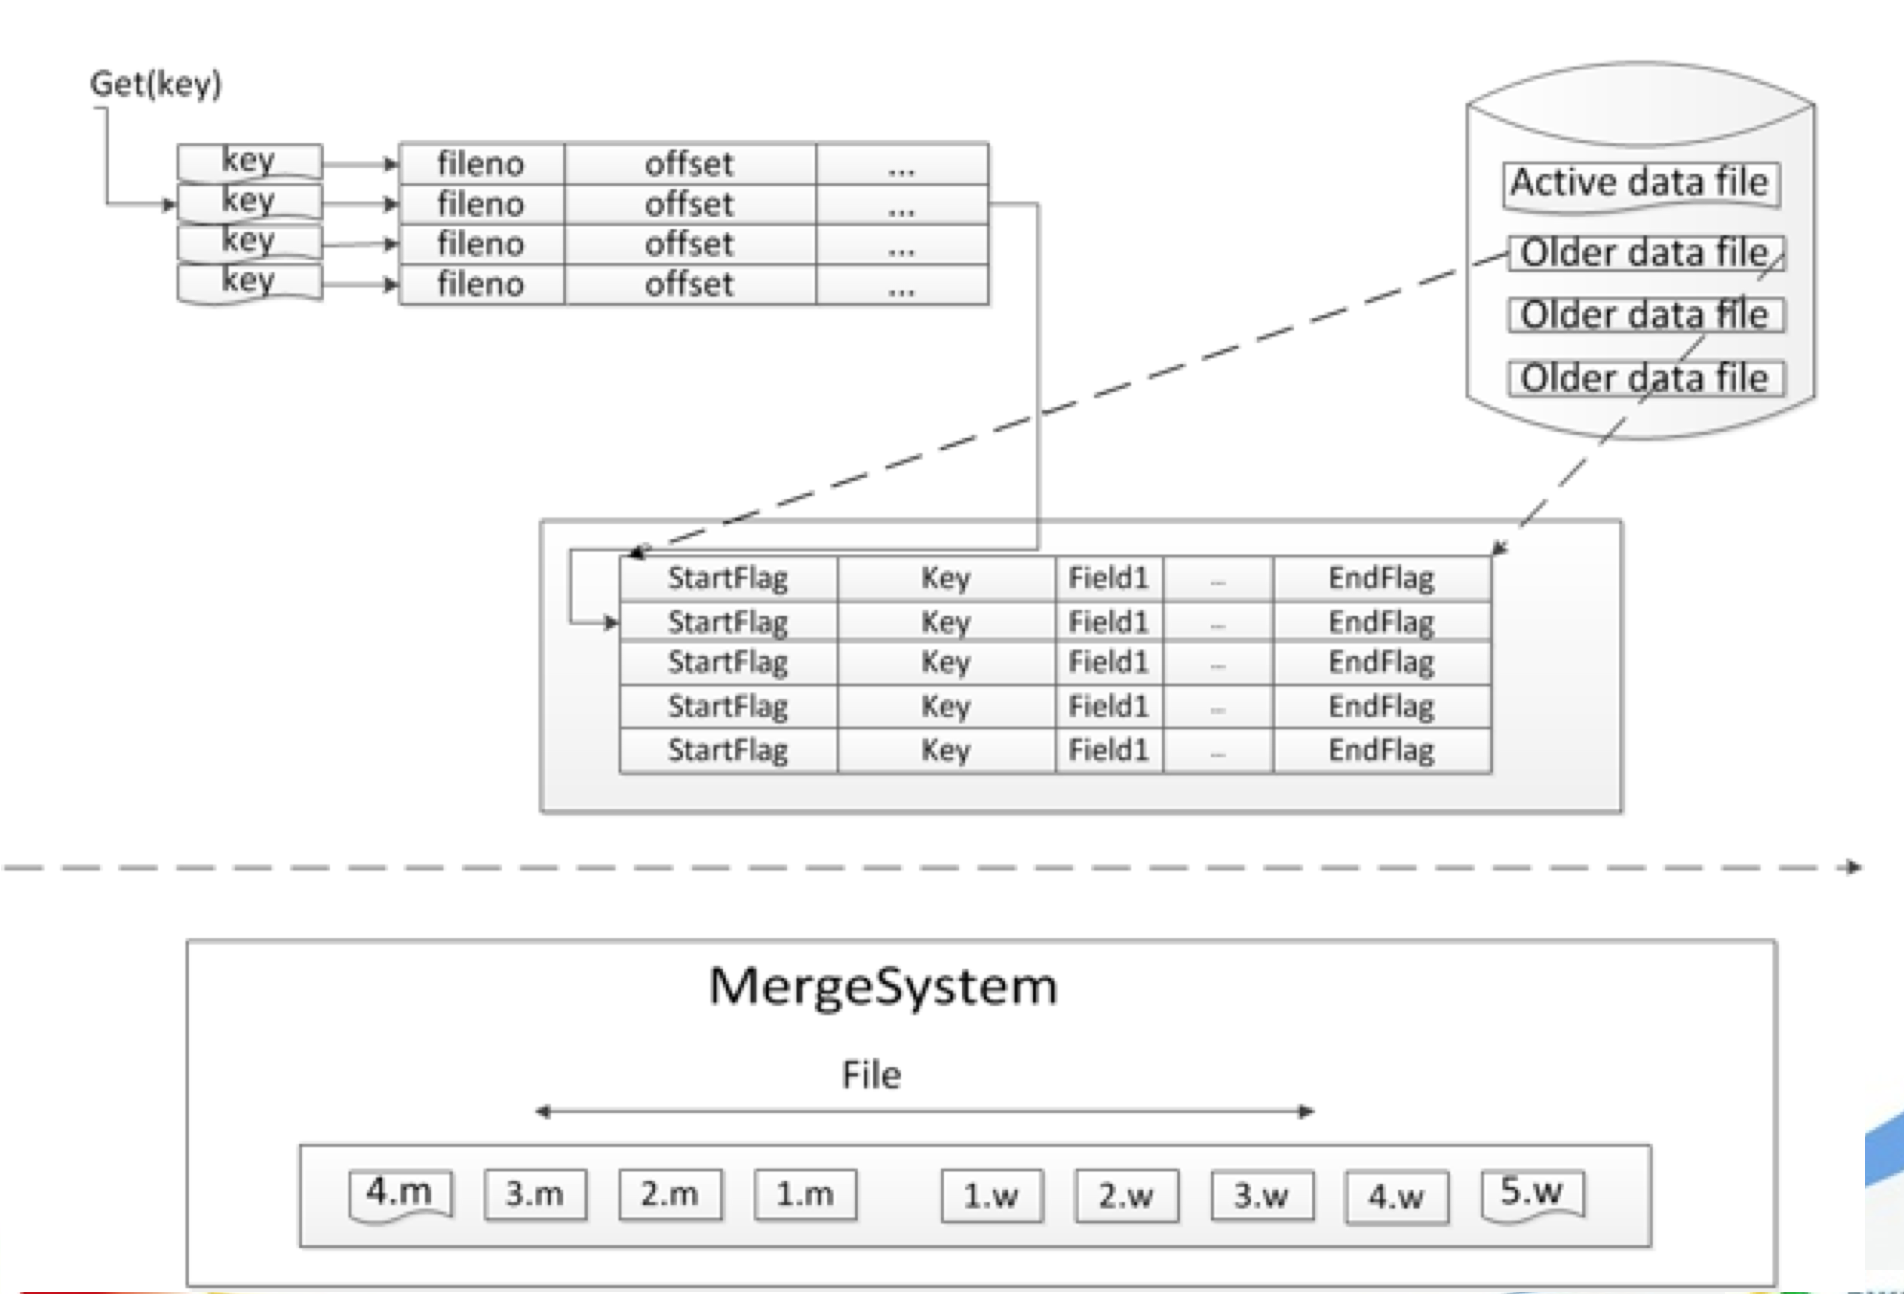 Get(key)
key fileno offset ...
key fileno offset ...
key fileno offset ...
key fileno offset ...
Active data file
Older data file
Older data file
Older data file
StartFlag Key Field1 ... EndFlag
StartFlag Key Field1 ... EndFlag
StartFlag Key Field1 ... EndFlag
StartFlag Key Field1 ... EndFlag
StartFlag Key Field1 ... EndFlag
MergeSystem
File
4.m 3.m 2.m 1.m 1.w 2.w 3.w 4.w 5.w